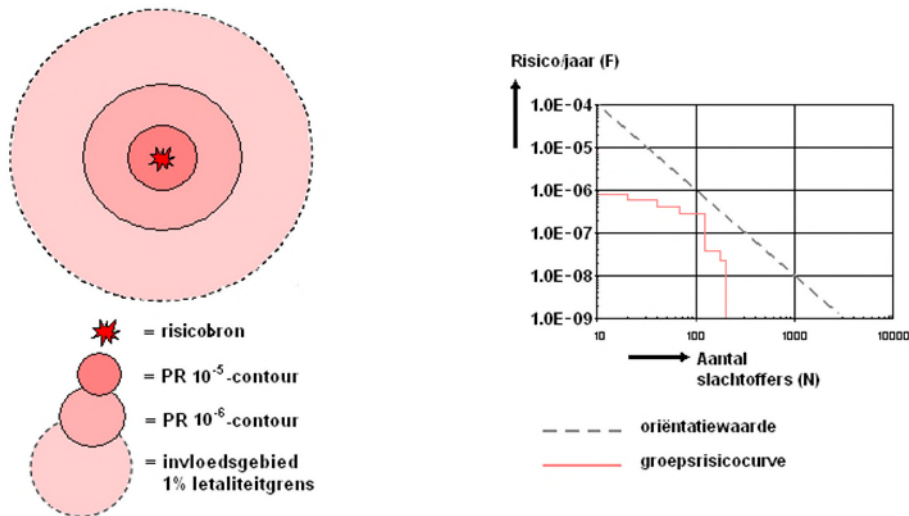 = risicobron
= PR 10⁻⁵-contour
= PR 10⁻⁶-contour
= invloedsgebied
1% letaliteitgrens
Risico/jaar (F)
1.0E-04
1.0E-05
1.0E-06
1.0E-07
1.0E-08
1.0E-09
10 100 1000 10000
Aantal
slachtoffers (N)
oriëntatiewaarde
groepsrisicocurve